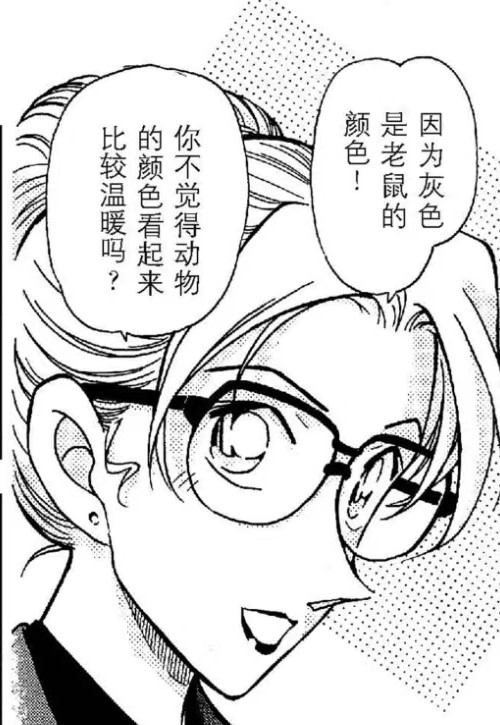 因为灰色
是老鼠的
颜色！
你不觉得动物
的颜色看起来
比较温暖吗？